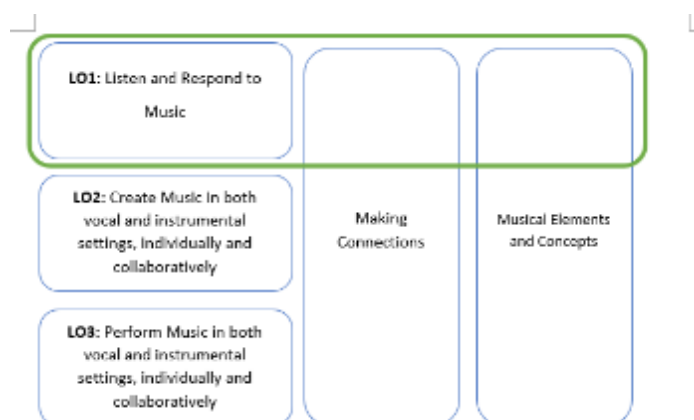 LO1: Listen and Respond to
Music
LO2: Create Music in both
vocal and instrumental
settings, individually and
collaboratively
Making
Connections
Musical Elements
and Concepts
LO3: Perform Music in both
vocal and instrumental
settings, individually and
collaboratively